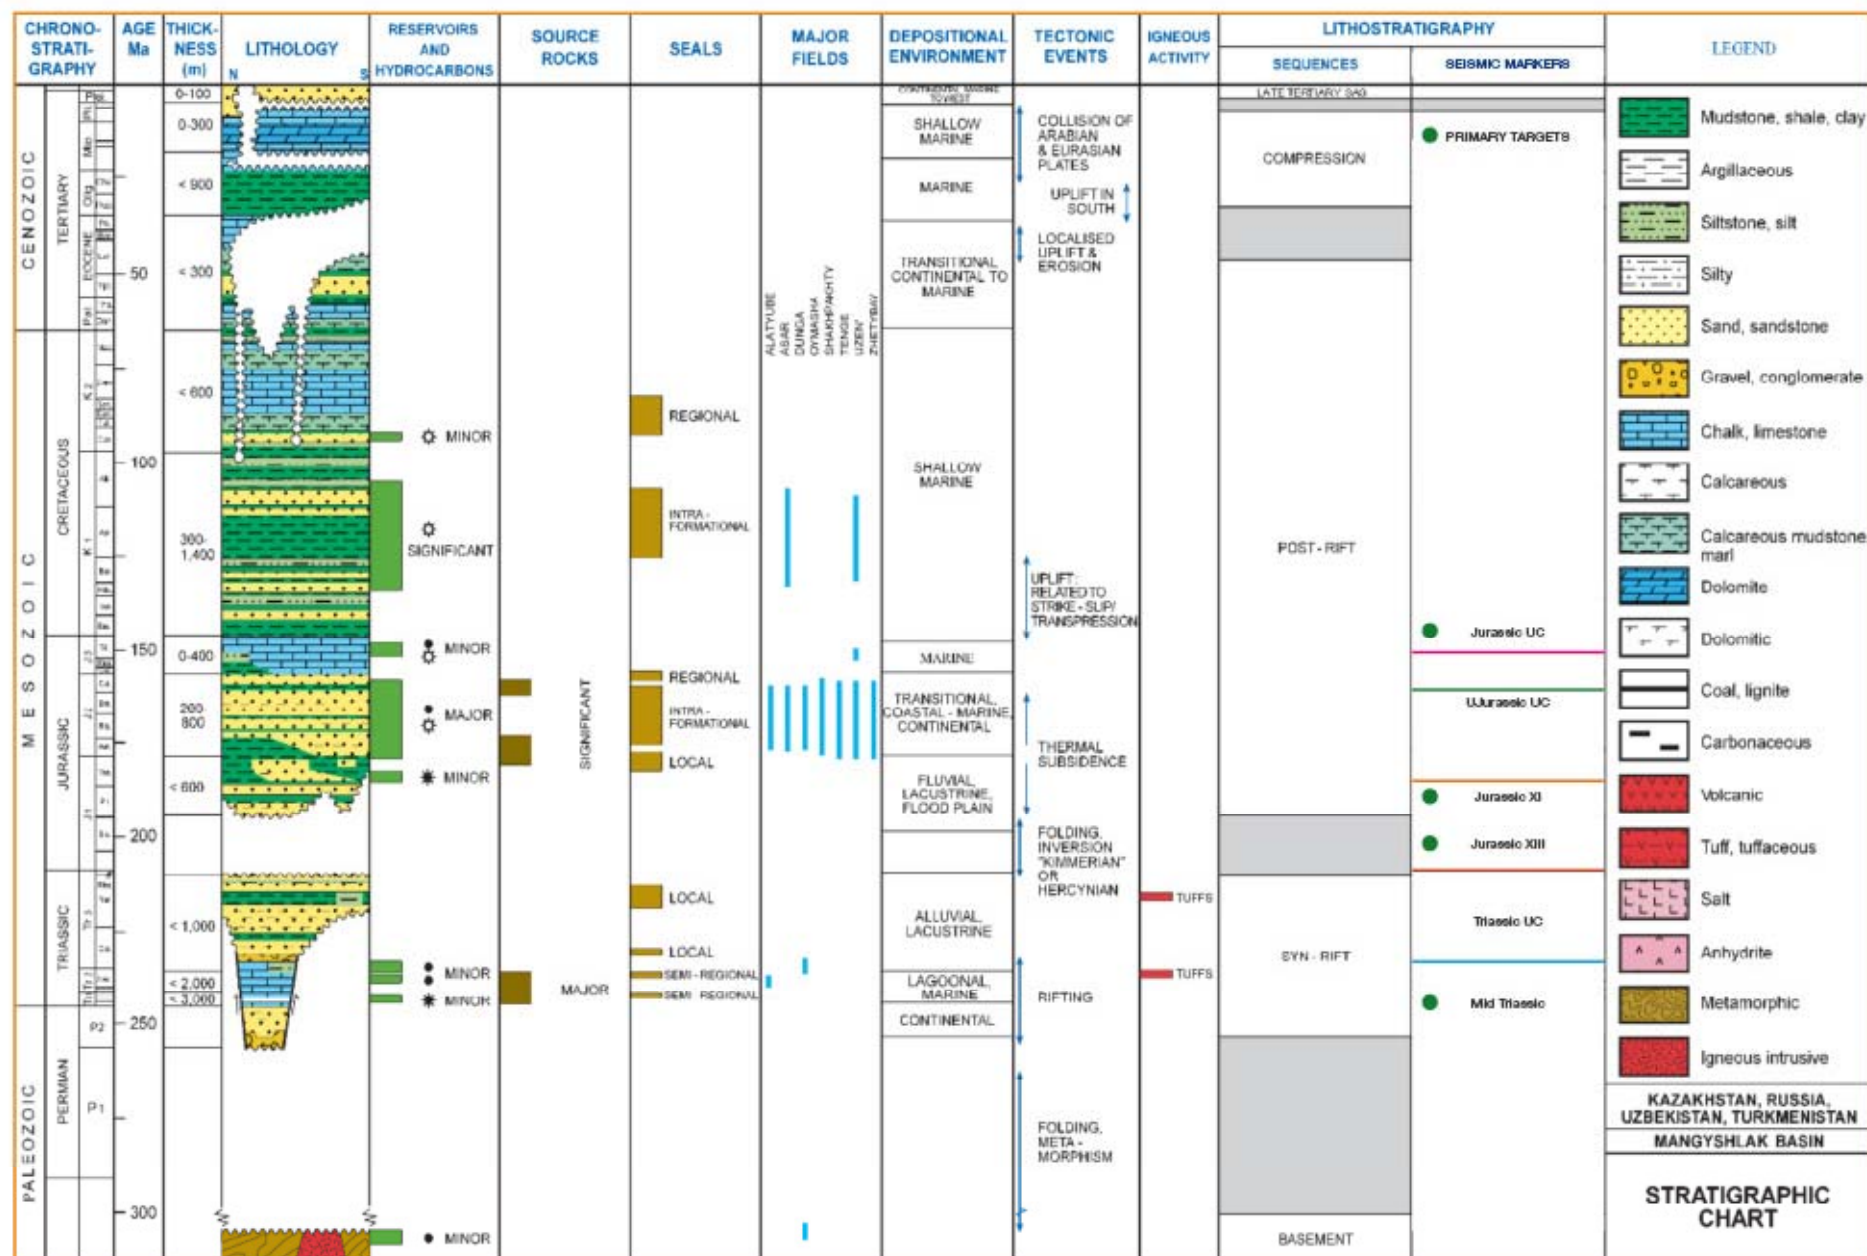 CHRONO-
STRATI-
GRAPHY
AGE
Ma
THICK-
NESS
(m)
LITHOLOGY
N
S
RESERVOIRS
AND
HYDROCARBONS
SOURCE
ROCKS
SEALS
MAJOR
FIELDS
DEPOSITIONAL
ENVIRONMENT
TECTONIC
EVENTS
IGNEOUS
ACTIVITY
LITHOSTRATIGRAPHY
SEQUENCES
SEISMIC MARKERS
LEGEND
CENOZOIC
MESOZOIC
PALEOZOIC
TERTIARY
CRETACEOUS
JURASSIC
TRIASSIC
PERMIAN
EOCENE
K 2
K 1
P2
P1
50
100
150
200
250
300
0-100
0-300
< 900
< 300
< 600
300-
1,400
0-400
200-
800
< 600
< 1,000
< 2,000
< 3,000
MINOR
SIGNIFICANT
MINOR
MAJOR
MINOR
MINOR
MINOR
MINOR
SIGNIFICANT
MAJOR
REGIONAL
INTRA -
FORMATIONAL
REGIONAL
INTRA -
FORMATIONAL
LOCAL
LOCAL
LOCAL
SEMI - REGIONAL
SEMI - REGIONAL
ALATYUBE
ASAR
DUNGA
OYMASHA
SHAKHPAKHTY
TENGE
UZEN'
ZHETYBAY
CONTINENTAL, MARINE
TO WEST
SHALLOW
MARINE
MARINE
TRANSITIONAL
CONTINENTAL TO
MARINE
SHALLOW
MARINE
MARINE
TRANSITIONAL,
COASTAL - MARINE,
CONTINENTAL
FLUVIAL,
LACUSTRINE,
FLOOD PLAIN
ALLUVIAL,
LACUSTRINE
LAGOONAL,
MARINE
CONTINENTAL
COLLISION OF
ARABIAN
& EURASIAN
PLATES
UPLIFT IN
SOUTH
LOCALISED
UPLIFT &
EROSION
UPLIFT:
RELATED TO
STRIKE - SLIP/
TRANSPRESSION
THERMAL
SUBSIDENCE
FOLDING,
INVERSION
"KIMMERIAN"
OR
HERCYNIAN
RIFTING
FOLDING,
META -
MORPHISM
TUFFS
TUFFS
LATE TERTIARY SAG
COMPRESSION
POST - RIFT
SYN - RIFT
BASEMENT
PRIMARY TARGETS
Jurassic UC
UJurassic UC
Jurassic XI
Jurassic XIII
Triassic UC
Mid Triassic
Mudstone, shale, clay
Argillaceous
Siltstone, silt
Silty
Sand, sandstone
Gravel, conglomerate
Chalk, limestone
Calcareous
Calcareous mudstone
marl
Dolomite
Dolomitic
Coal, lignite
Carbonaceous
Volcanic
Tuff, tuffaceous
Salt
Anhydrite
Metamorphic
Igneous intrusive
KAZAKHSTAN, RUSSIA,
UZBEKISTAN, TURKMENISTAN
MANGYSHLAK BASIN
STRATIGRAPHIC
CHART